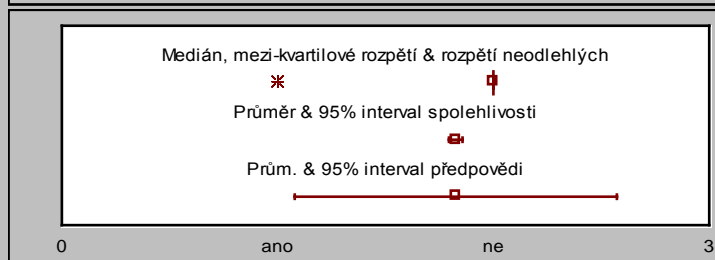 Medián, mezi-kvartilové rozpětí & rozpětí neodlehlých
Průměr & 95% interval spolehlivosti
Prům. & 95% interval předpovědi
0 ano ne 3